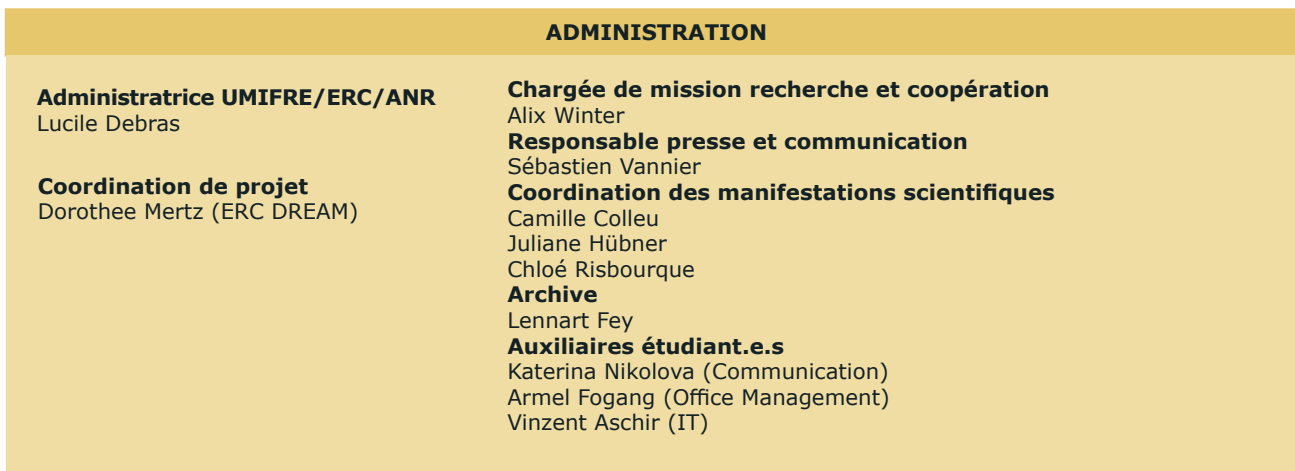 ADMINISTRATION
Administratrice UMIFRE/ERC/ANR
Lucile Debras
Coordination de projet
Dorothee Mertz (ERC DREAM)
Chargée de mission recherche et coopération
Alix Winter
Responsable presse et communication
Sébastien Vannier
Coordination des manifestations scientifiques
Camille Colleu
Juliane Hübner
Chloé Risbourque
Archive
Lennart Fey
Auxiliaires étudiant.e.s
Katerina Nikolova (Communication)
Armel Fogang (Office Management)
Vinzent Aschir (IT)